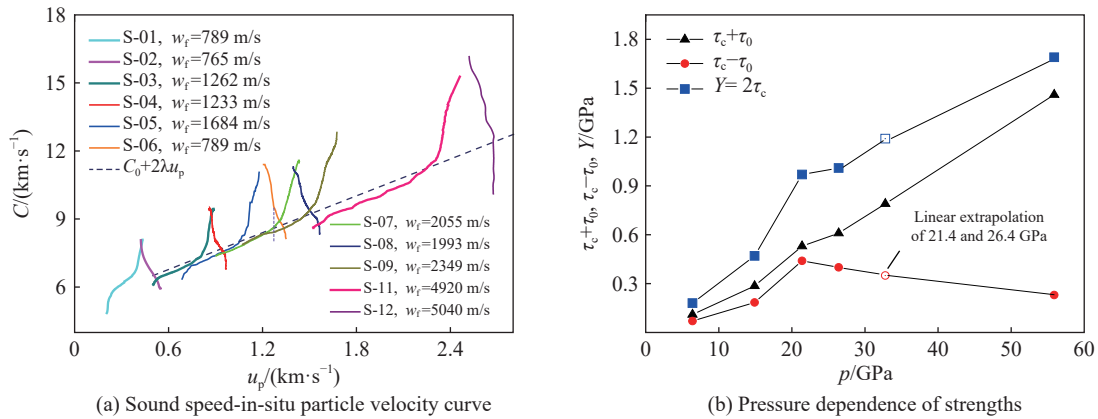 18
15
12
9
6
C/(km·s⁻¹)
S-01, w_f=789 m/s
S-02, w_f=765 m/s
S-03, w_f=1262 m/s
S-04, w_f=1233 m/s
S-05, w_f=1684 m/s
S-06, w_f=789 m/s
C₀+2λu_p
S-07, w_f=2055 m/s
S-08, w_f=1993 m/s
S-09, w_f=2349 m/s
S-11, w_f=4920 m/s
S-12, w_f=5040 m/s
0 0.6 1.2 1.8 2.4
u_p/(km·s⁻¹)
(a) Sound speed-in-situ particle velocity curve
1.8
1.5
1.2
0.9
0.6
0.3
τ_c+τ_0, τ_c−τ_0, Y/GPa
τ_c+τ_0
τ_c−τ_0
Y= 2τ_c
Linear extrapolation
of 21.4 and 26.4 GPa
0 10 20 30 40 50 60
p/GPa
(b) Pressure dependence of strengths